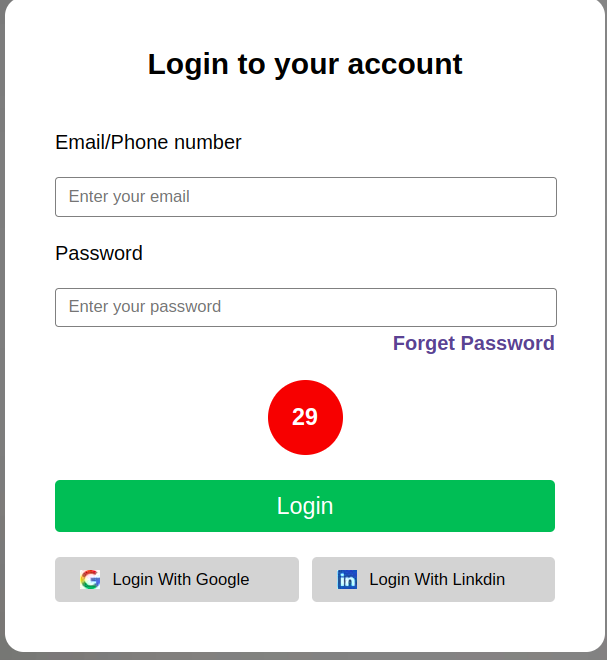 Login to your account
Email/Phone number
Enter your email
Password
Enter your password
Forget Password
29
Login
Login With Google
in Login With Linkdin